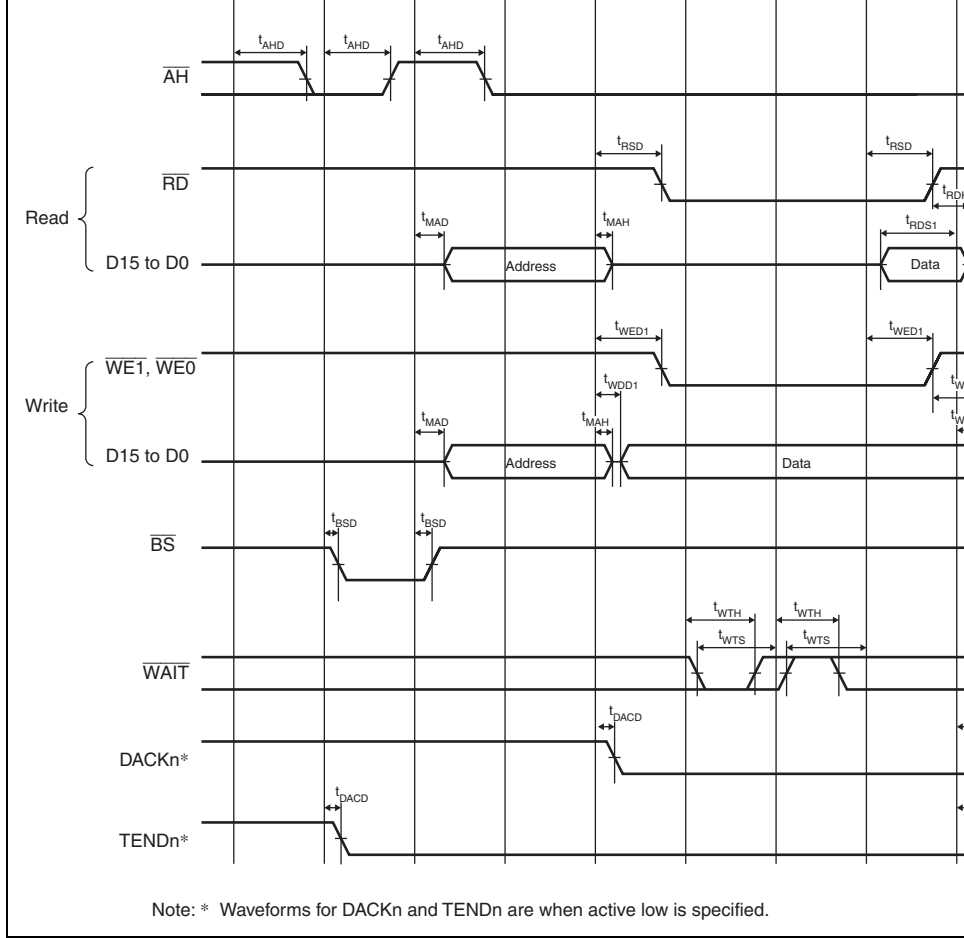 tAHD tAHD tAHD
AH
tRSD tRSD
RD
tRDH
Read
tMAD tMAH tRDS1
D15 to D0 Address Data
tWED1 tWED1
WE1, WE0
tWDD1
Write
tMAD tMAH
D15 to D0 Address Data
tBSD tBSD
BS
tWTH tWTH
tWTS tWTS
WAIT
tDACD
DACKn*
tDACD
TENDn*
Note: * Waveforms for DACKn and TENDn are when active low is specified.